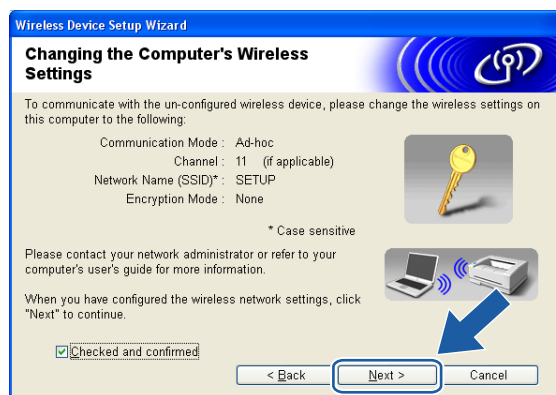 Wireless Device Setup Wizard
Changing the Computer's Wireless
Settings
To communicate with the un-configured wireless device, please change the wireless settings on
this computer to the following:
Communication Mode : Ad-hoc
Channel : 11 (if applicable)
Network Name (SSID)* : SETUP
Encryption Mode : None
* Case sensitive
Please contact your network administrator or refer to your
computer's user's guide for more information.
When you have configured the wireless network settings, click
"Next" to continue.
Checked and confirmed
< Back Next > Cancel